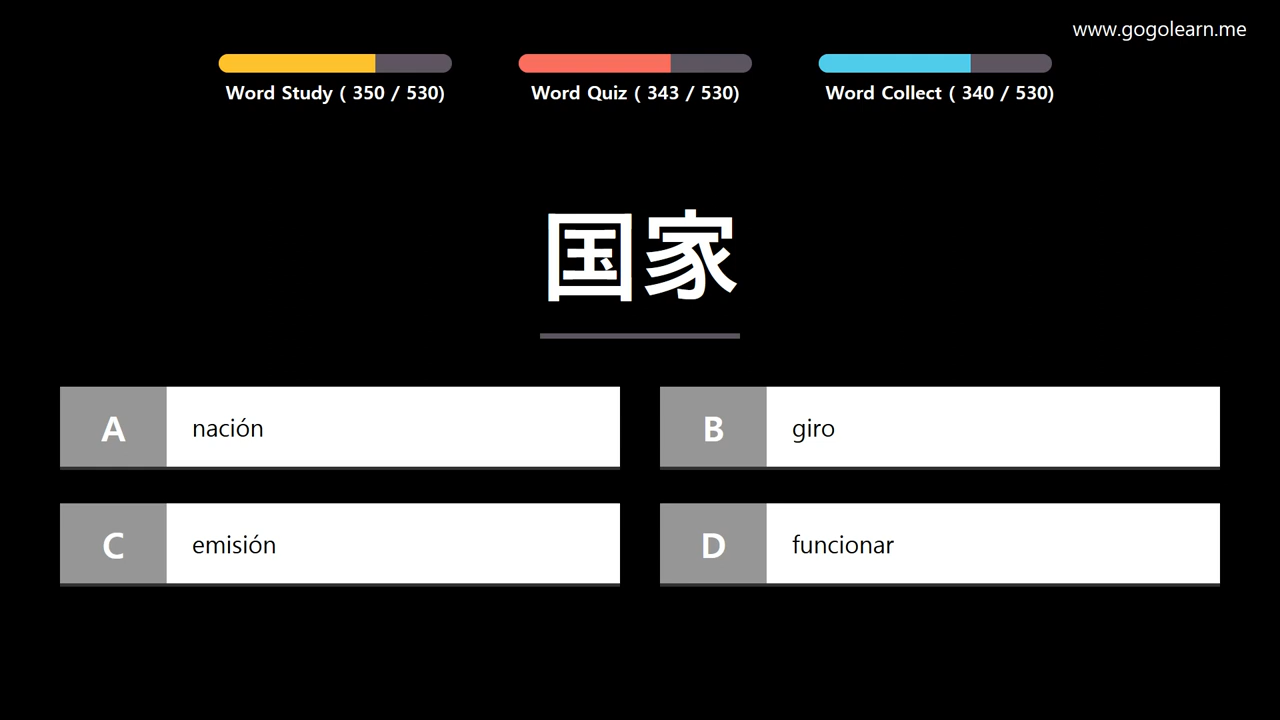 www.gogolearn.me
Word Study ( 350 / 530)
Word Quiz ( 343 / 530)
Word Collect ( 340 / 530)
国家
A nación
B giro
C emisión
D funcionar